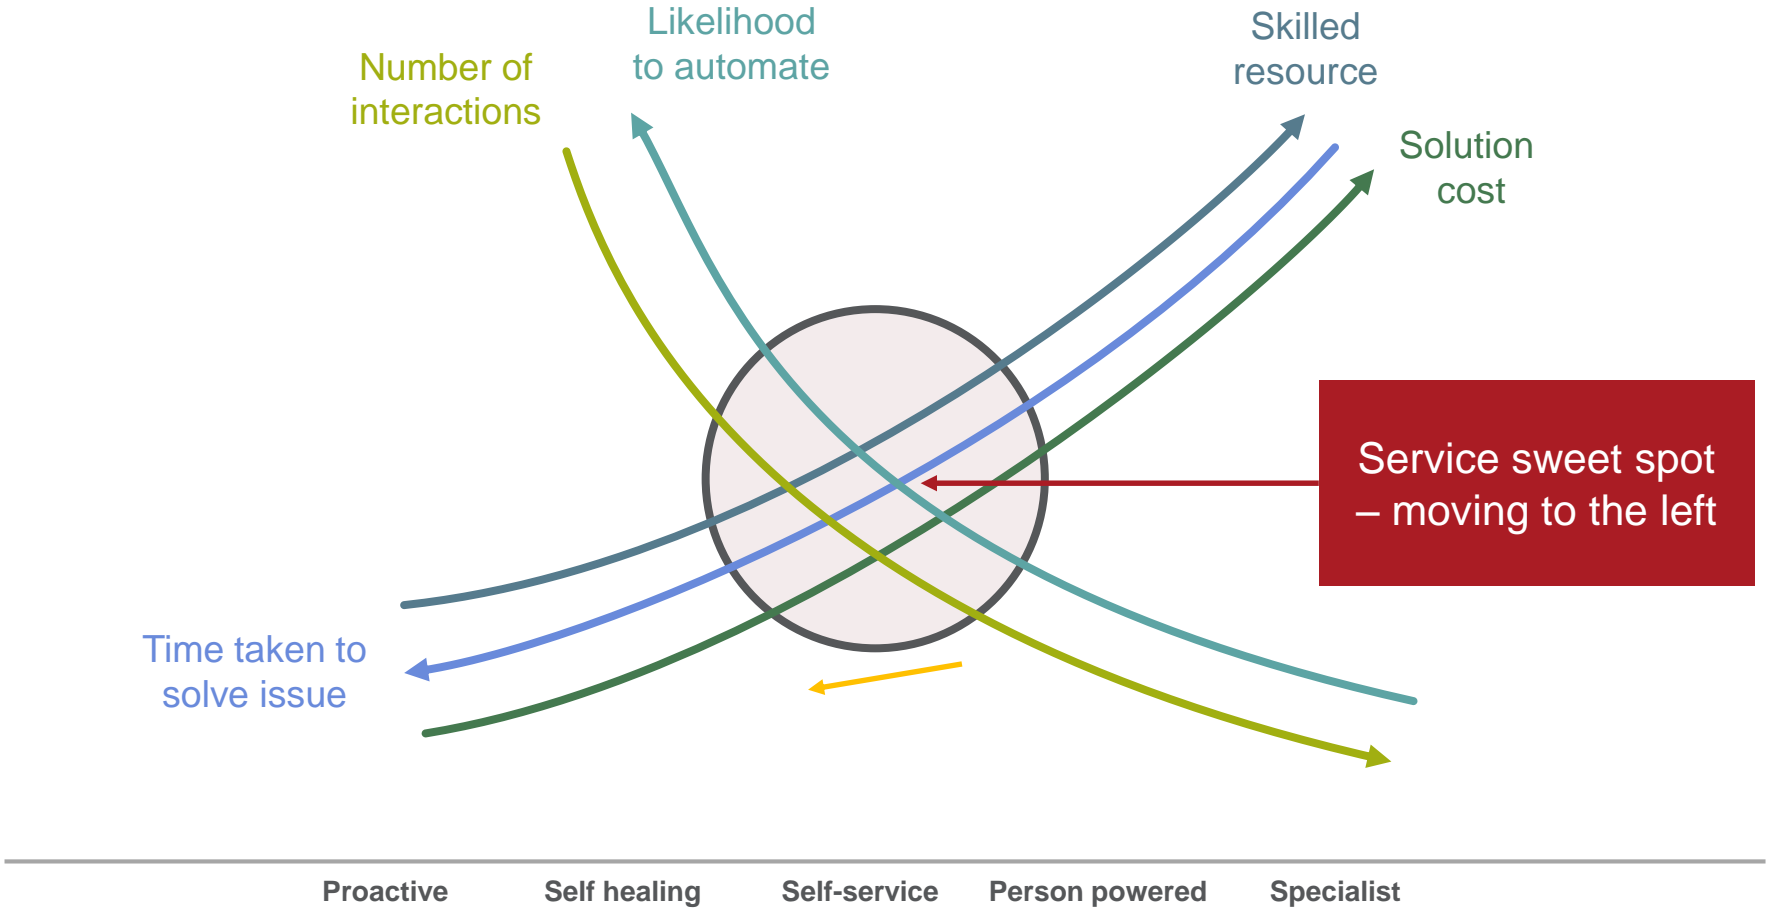 Likelihood
to automate
Skilled
resource
Number of
interactions
Solution
cost
Service sweet spot
– moving to the left
Time taken to
solve issue
Proactive
Self healing
Self-service
Person powered
Specialist